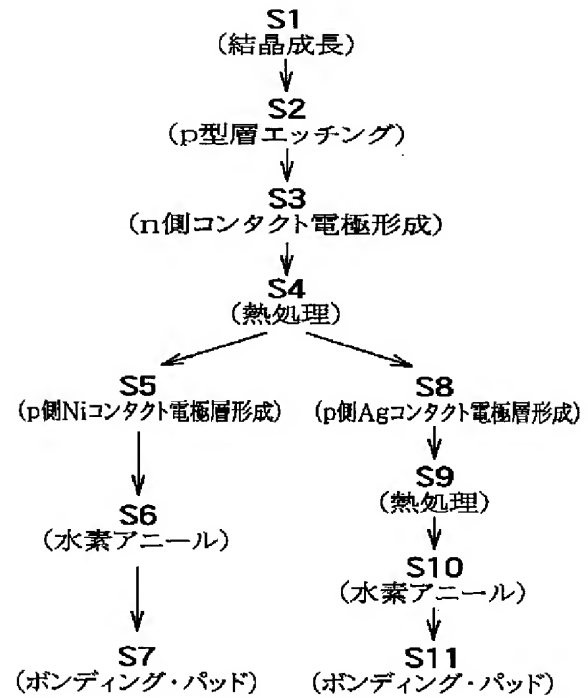 S1
(結晶成長)
S2
(p型層エッチング)
S3
(n側コンタクト電極形成)
S4
(熱処理)
S5
(p側Niコンタクト電極層形成)
S6
(水素アニール)
S7
(ボンディング・パッド)
S8
(p側Agコンタクト電極層形成)
S9
(熱処理)
S10
(水素アニール)
S11
(ボンディング・パッド)